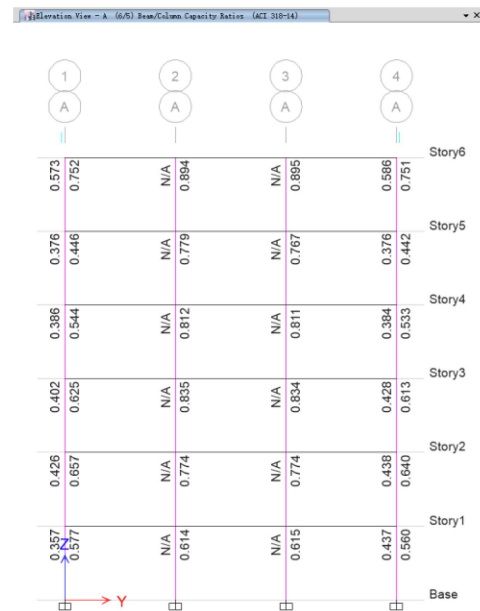 Elevation View - A (6/5) Beam/Column Capacity Ratios (ACI 318-14)
1 2 3 4
A A A A
Story6
0.573 0.752 N/A 0.894 N/A 0.895 0.586 0.751
Story5
0.376 0.446 N/A 0.779 N/A 0.767 0.376 0.442
Story4
0.386 0.544 N/A 0.812 N/A 0.811 0.384 0.533
Story3
0.402 0.625 N/A 0.835 N/A 0.834 0.428 0.613
Story2
0.426 0.657 N/A 0.774 N/A 0.774 0.438 0.640
Story1
0.357 0.577 N/A 0.614 N/A 0.615 0.437 0.560
Z
Y
Base